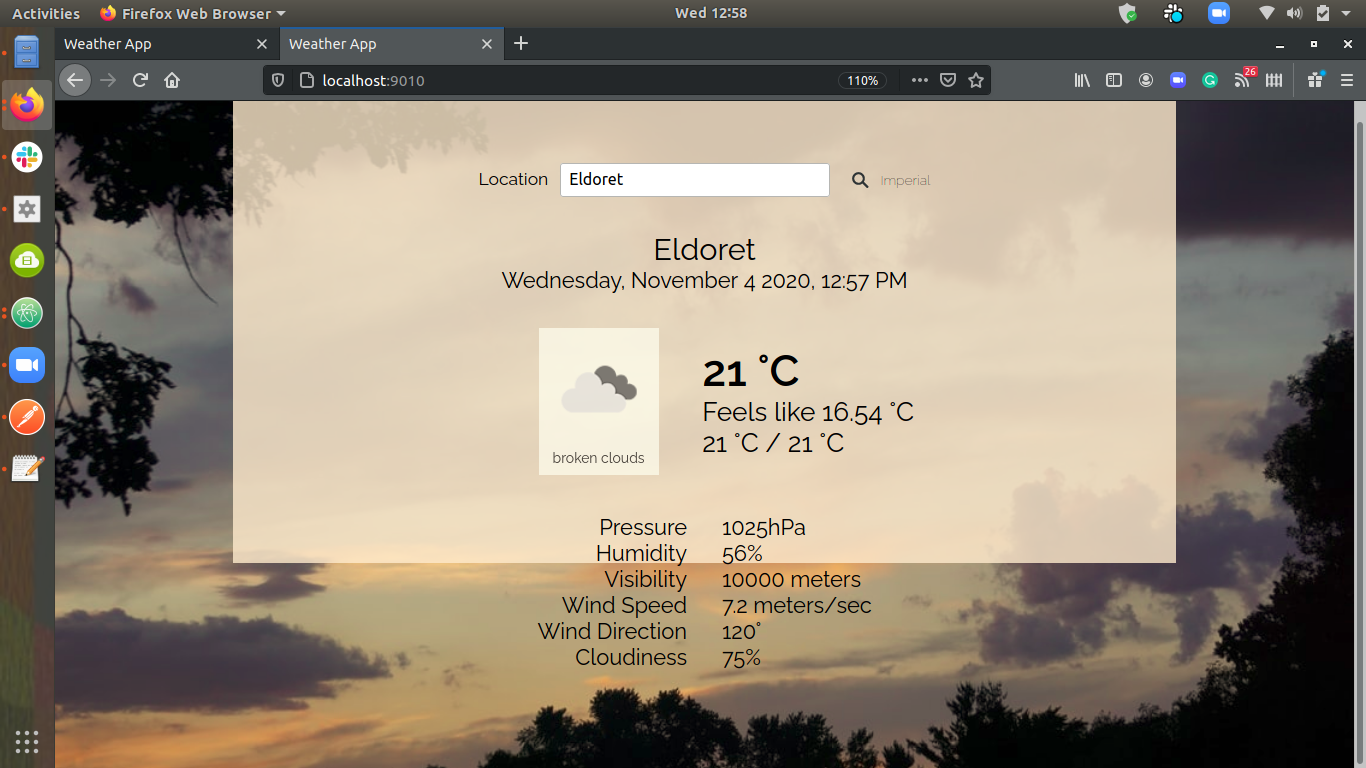 Activities Firefox Web Browser Wed 12:58
Weather App Weather App
localhost:9010 110% 26
Location Eldoret Imperial
Eldoret
Wednesday, November 4 2020, 12:57 PM
21 °C
Feels like 16.54 °C
21 °C / 21 °C
broken clouds
Pressure 1025hPa
Humidity 56%
Visibility 10000 meters
Wind Speed 7.2 meters/sec
Wind Direction 120°
Cloudiness 75%